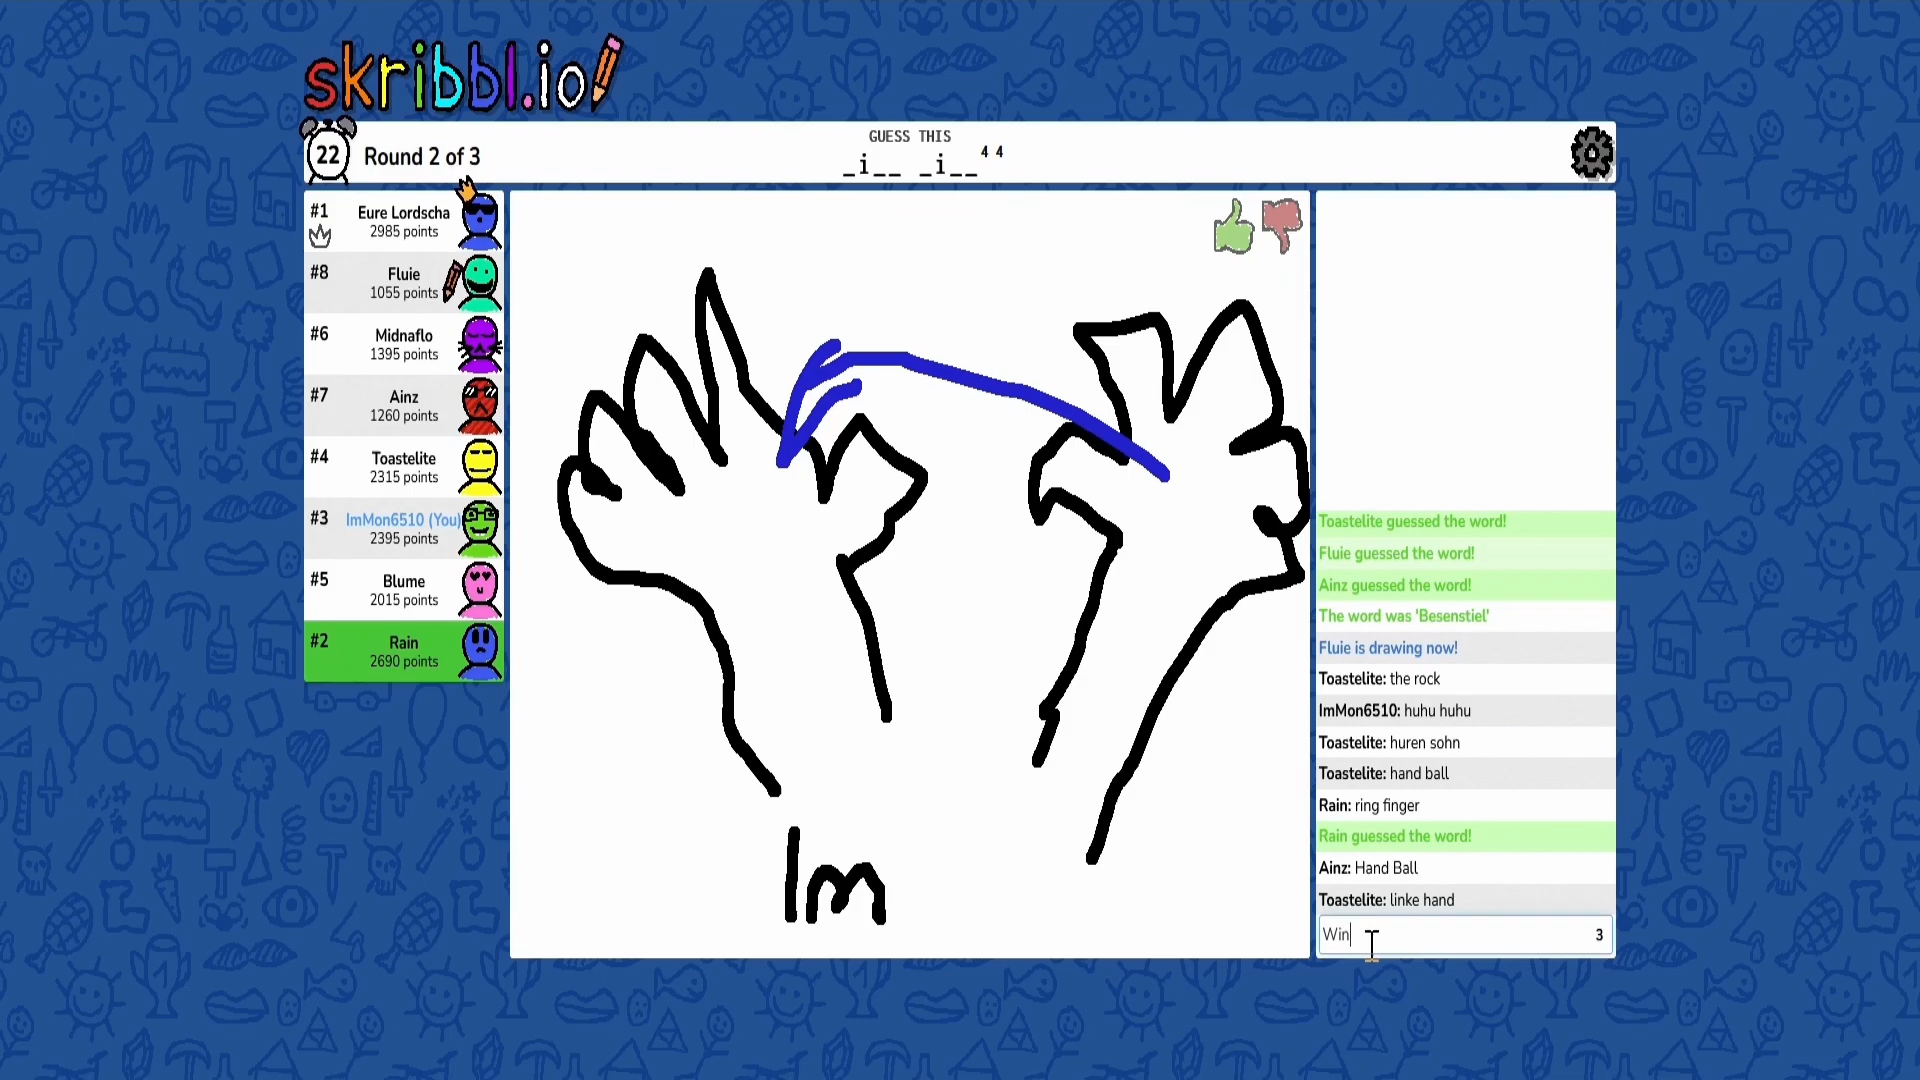 skribbl.io
22
Round 2 of 3
GUESS THIS
_i__ _i__ 4 4
#1
Eure Lordscha
2985 points
#8
Fluie
1055 points
#6
Midnaflo
1395 points
#7
Ainz
1260 points
#4
Toastelite
2315 points
#3
ImMon6510 (You)
2395 points
#5
Blume
2015 points
#2
Rain
2690 points
Im
Toastelite guessed the word!
Fluie guessed the word!
Ainz guessed the word!
The word was 'Besenstiel'
Fluie is drawing now!
Toastelite: the rock
ImMon6510: huhu huhu
Toastelite: huren sohn
Toastelite: hand ball
Rain: ring finger
Rain guessed the word!
Ainz: Hand Ball
Toastelite: linke hand
Win 3